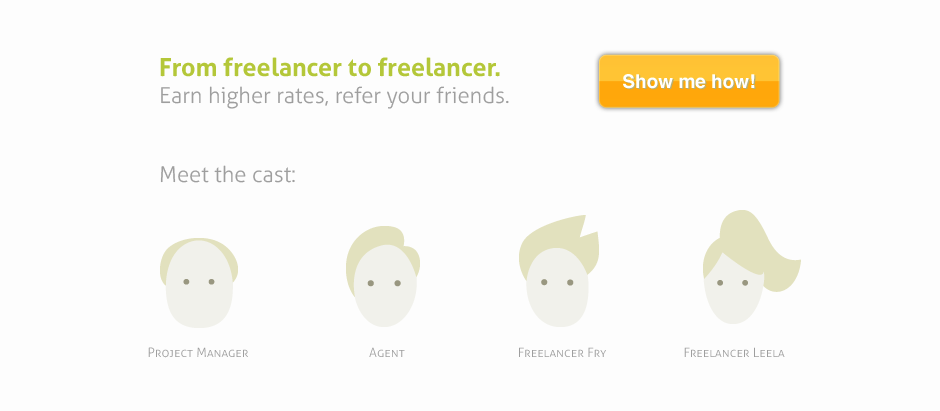 From freelancer to freelancer.
Earn higher rates, refer your friends.
Show me how!
Meet the cast:
Project Manager
Agent
Freelancer Fry
Freelancer Leela